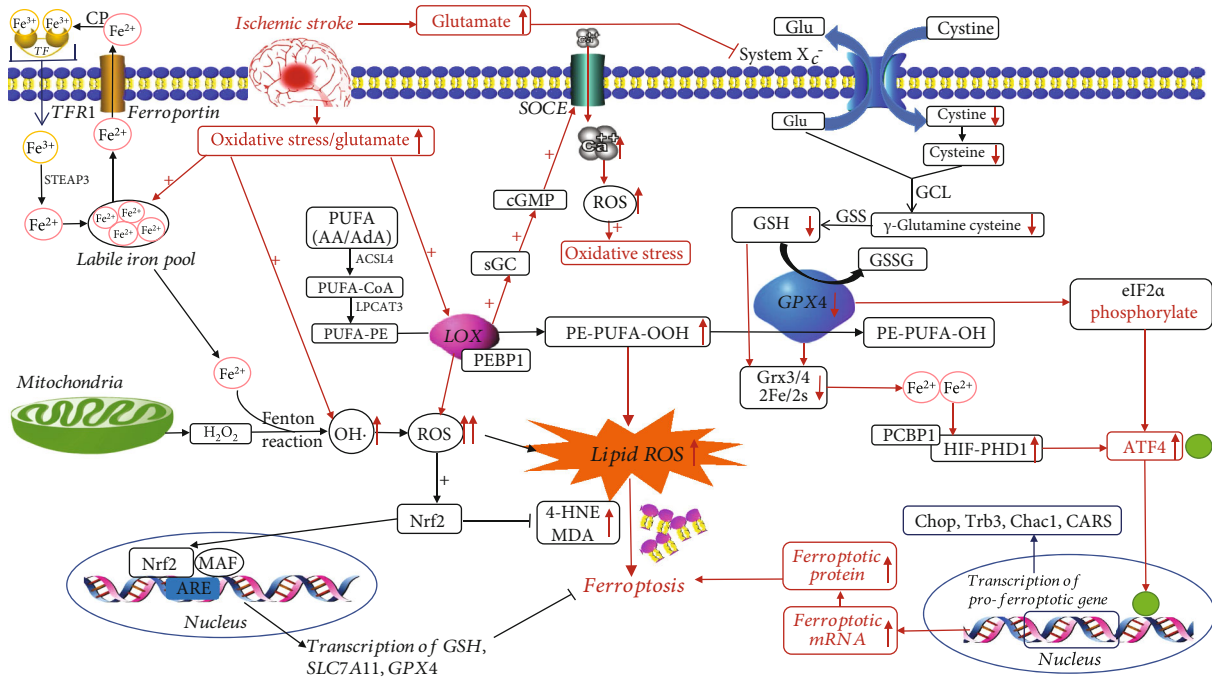 Fe3+
Fe3+
TF
CP
Fe2+
TFR1
Ferroportin
Fe3+
STEAP3
Fe2+
Fe2+
Fe2+
Fe2+
Fe2+
Fe2+
Labile iron pool
Ischemic stroke
Glutamate
Oxidative stress/glutamate
+
+
+
SOCE
Ca
++
ROS
+
Oxidative stress
cGMP
+
+
sGC
+
System Xc-
Glu
Cystine
Glu
Cystine
Cysteine
GCL
γ-Glutamine cysteine
GSS
GSH
GSSG
GPX4
eIF2α
phosphorylate
PUFA
(AA/AdA)
ACSL4
PUFA-CoA
LPCAT3
PUFA-PE
LOX
PEBP1
PE-PUFA-OOH
PE-PUFA-OH
Grx3/4
2Fe/2s
Fe2+
Fe2+
PCBP1
HIF-PHD1
ATF4
Mitochondria
Fe2+
H2O2
Fenton
reaction
OH·
ROS
Lipid ROS
+
Nrf2
4-HNE
MDA
Nrf2
MAF
ARE
Nucleus
Transcription of GSH,
SLC7A11, GPX4
Ferroptosis
Ferroptotic
protein
Ferroptotic
mRNA
Chop, Trb3, Chac1, CARS
Transcription of
pro-ferroptotic gene
Nucleus